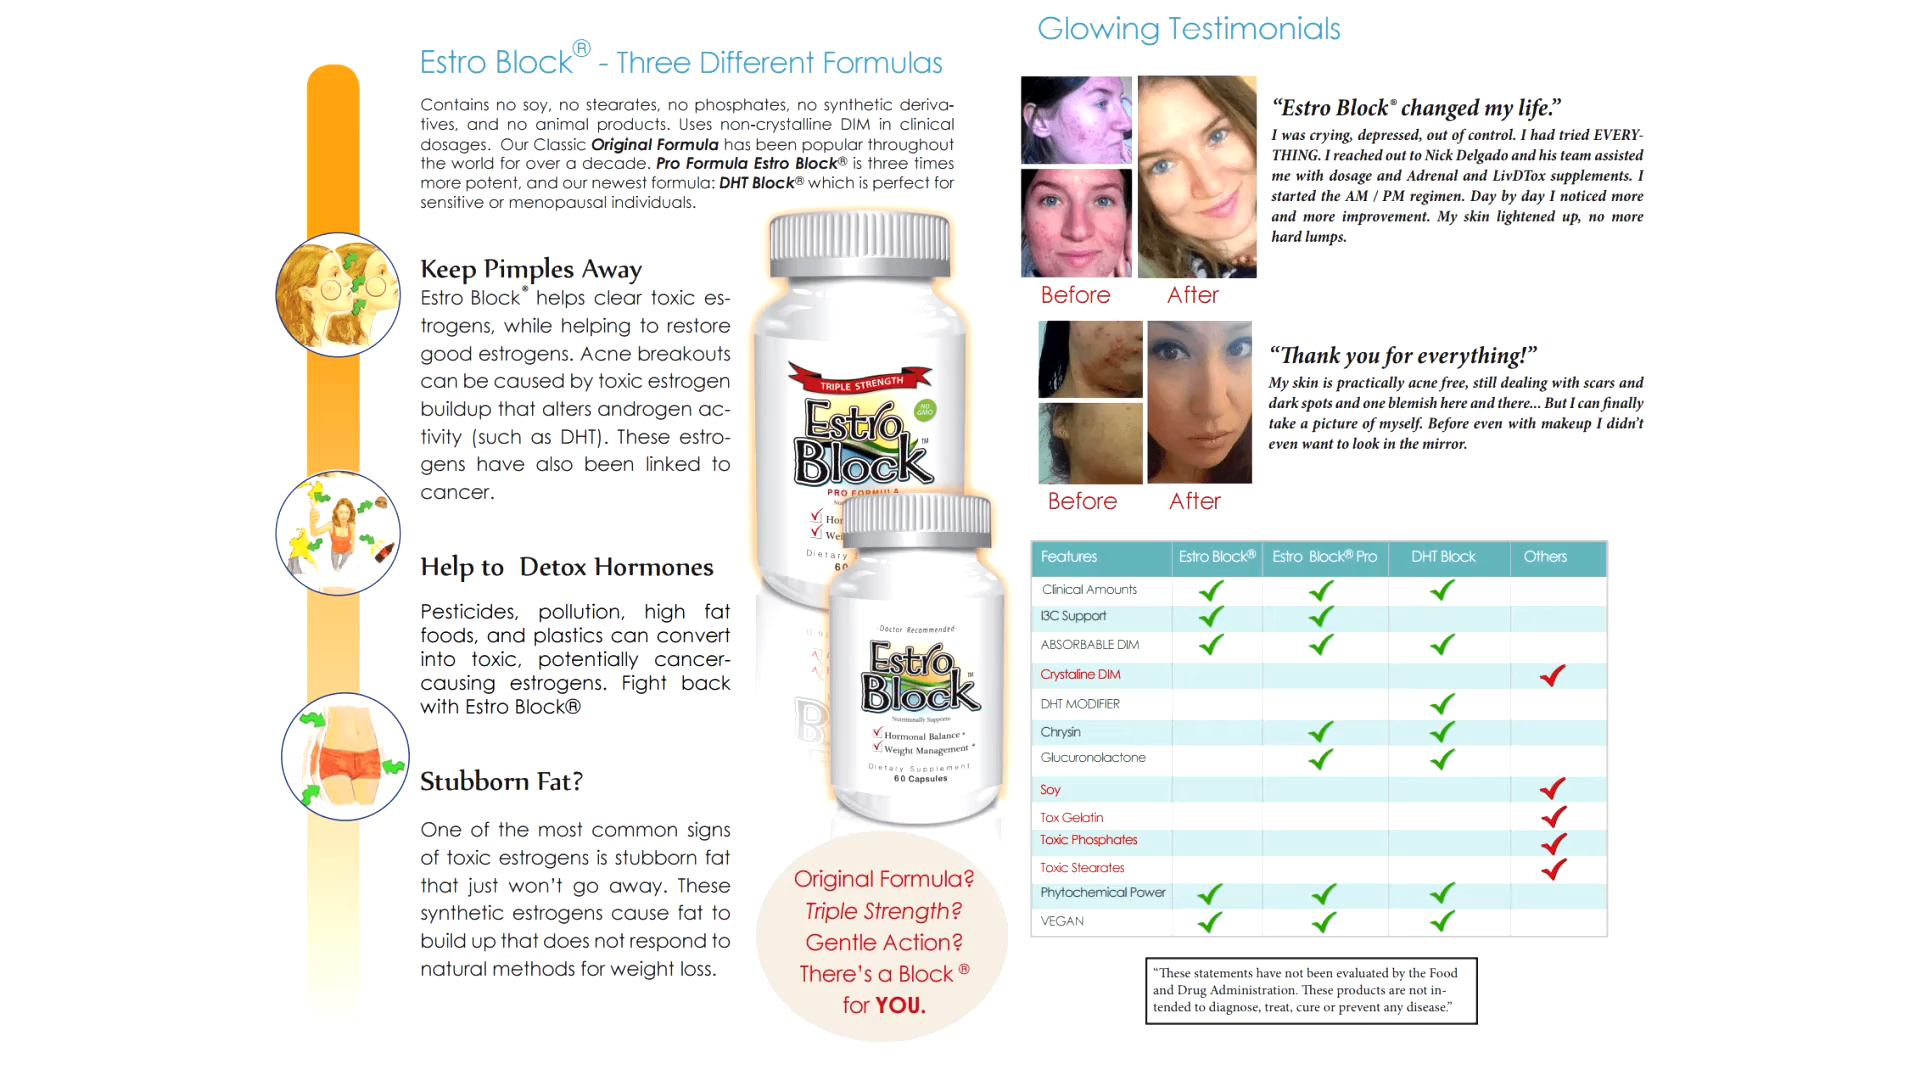 Estro Block® - Three Different Formulas
Contains no soy, no stearates, no phosphates, no synthetic deriva-
tives, and no animal products. Uses non-crystalline DIM in clinical
dosages. Our Classic Original Formula has been popular throughout
the world for over a decade. Pro Formula Estro Block® is three times
more potent, and our newest formula: DHT Block® which is perfect for
sensitive or menopausal individuals.
Keep Pimples Away
Estro Block® helps clear toxic es-
trogens, while helping to restore
good estrogens. Acne breakouts
can be caused by toxic estrogen
buildup that alters androgen ac-
tivity (such as DHT). These estro-
gens have also been linked to
cancer.
Help to Detox Hormones
Pesticides, pollution, high fat
foods, and plastics can convert
into toxic, potentially cancer-
causing estrogens. Fight back
with Estro Block®
Stubborn Fat?
One of the most common signs
of toxic estrogens is stubborn fat
that just won't go away. These
synthetic estrogens cause fat to
build up that does not respond to
natural methods for weight loss.
TRIPLE STRENGTH
NO
GMO
Estro
Block™
PRO FORMULA
Hor
Wei
Dietary
60
-Doctor Recommended-
Estro
Block™
Nutritionally Supports
Hormonal Balance *
Weight Management *
Dietary Supplement
60 Capsules
Original Formula?
Triple Strength?
Gentle Action?
There's a Block ®
for YOU.
Glowing Testimonials
Before After
“Estro Block® changed my life.”
I was crying, depressed, out of control. I had tried EVERY-
THING. I reached out to Nick Delgado and his team assisted
me with dosage and Adrenal and LivDTox supplements. I
started the AM / PM regimen. Day by day I noticed more
and more improvement. My skin lightened up, no more
hard lumps.
Before After
“Thank you for everything!”
My skin is practically acne free, still dealing with scars and
dark spots and one blemish here and there... But I can finally
take a picture of myself. Before even with makeup I didn't
even want to look in the mirror.
Features Estro Block® Estro Block® Pro DHT Block Others
Clinical Amounts ✓ ✓ ✓
I3C Support ✓ ✓
ABSORBABLE DIM ✓ ✓ ✓
Crystaline DIM ✓
DHT MODIFIER ✓
Chrysin ✓ ✓
Glucuronolactone ✓ ✓
Soy ✓
Tox Gelatin ✓
Toxic Phosphates ✓
Toxic Stearates ✓
Phytochemical Power ✓ ✓ ✓
VEGAN ✓ ✓ ✓
“These statements have not been evaluated by the Food
and Drug Administration. These products are not in-
tended to diagnose, treat, cure or prevent any disease.”